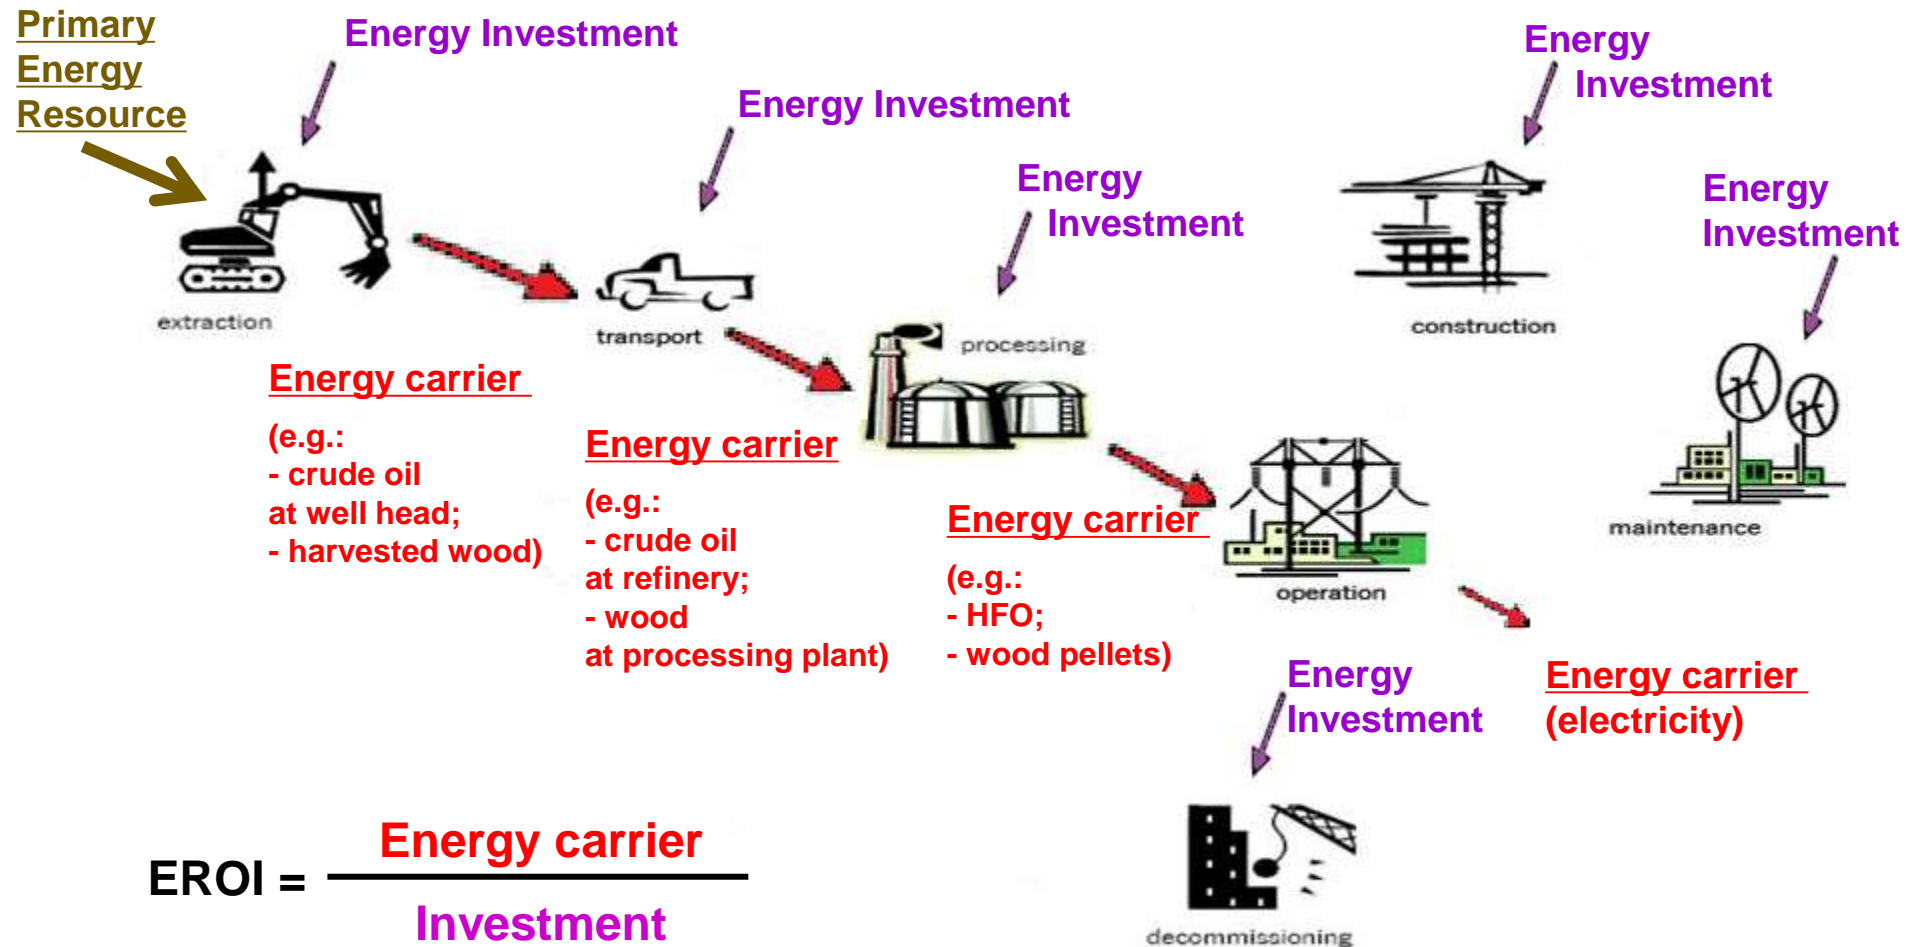 Primary
Energy
Resource
Energy Investment
Energy Investment
Energy
Investment
Energy
Investment
Energy
Investment
extraction
transport
processing
construction
maintenance
Energy carrier
(e.g.:
- crude oil
at well head;
- harvested wood)
Energy carrier
(e.g.:
- crude oil
at refinery;
- wood
at processing plant)
Energy carrier
(e.g.:
- HFO;
- wood pellets)
operation
Energy
Investment
Energy carrier
(electricity)
decommissioning
EROI =
Energy carrier
Investment